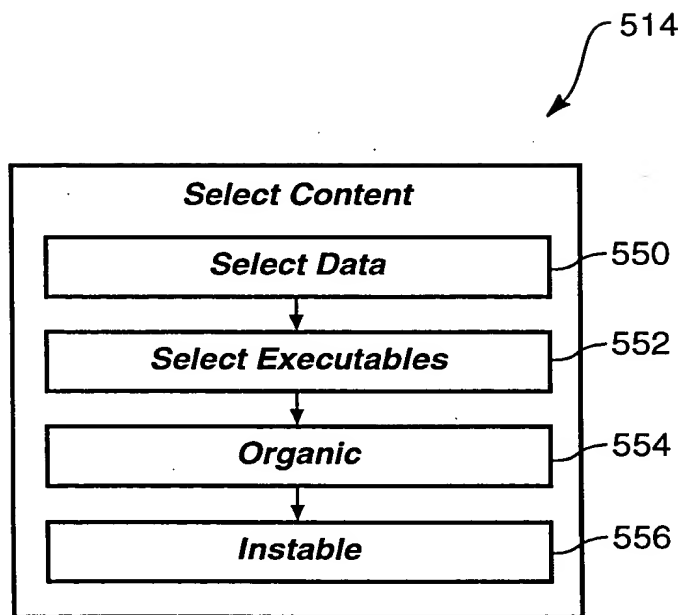 514
Select Content
Select Data
550
Select Executables
552
Organic
554
Instable
556